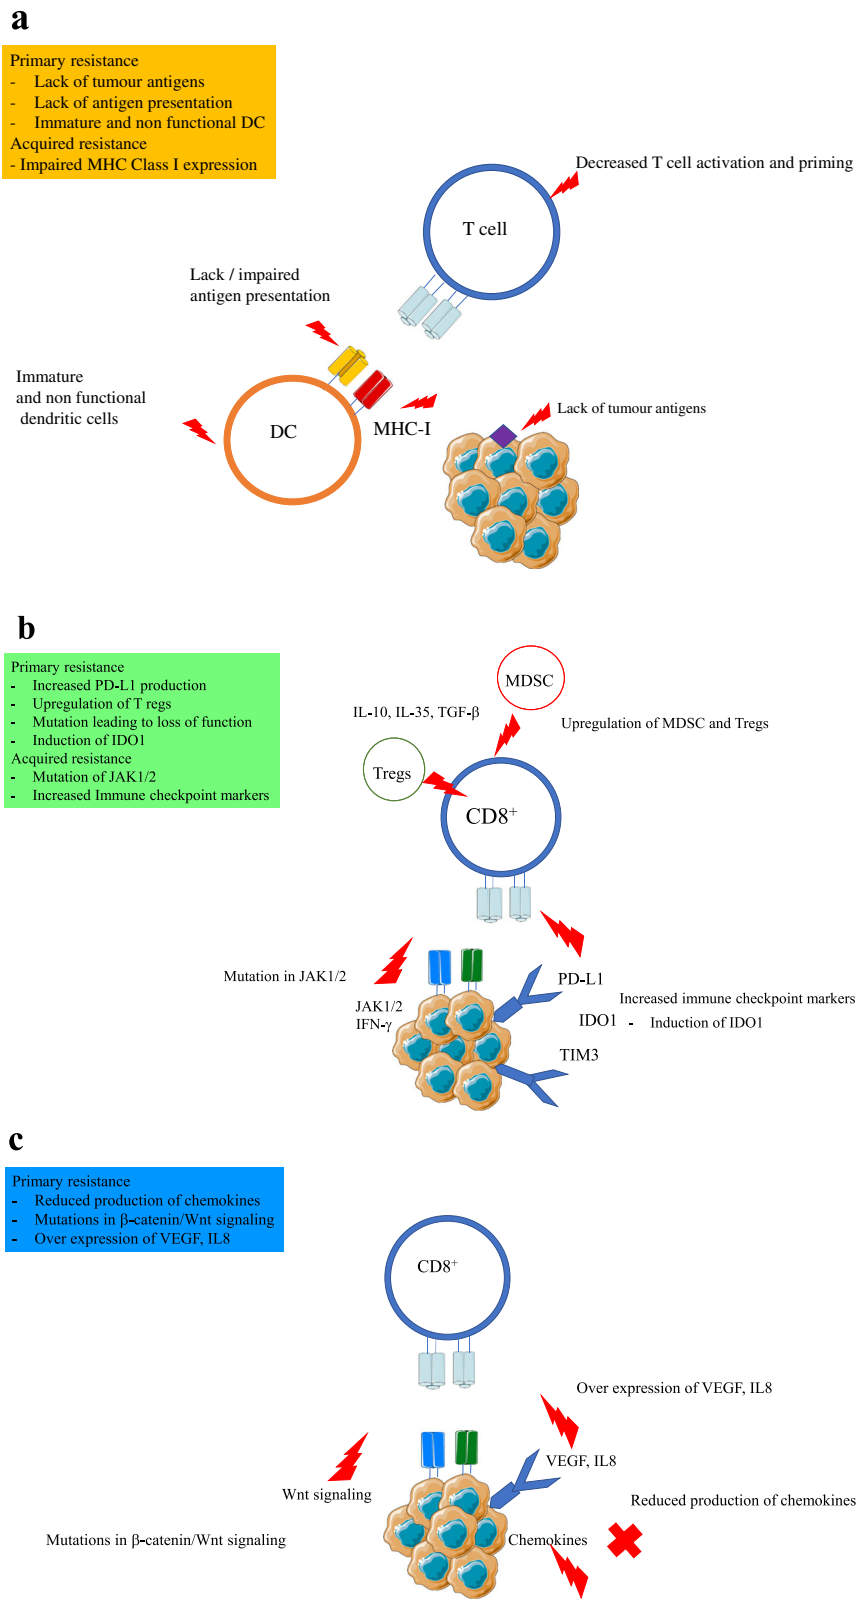 a
Primary resistance
- Lack of tumour antigens
- Lack of antigen presentation
- Immature and non functional DC
Acquired resistance
- Impaired MHC Class I expression
Decreased T cell activation and priming
T cell
Lack / impaired
antigen presentation
Immature
and non functional
dendritic cells
DC
MHC-I
Lack of tumour antigens
b
Primary resistance
- Increased PD-L1 production
- Upregulation of T regs
- Mutation leading to loss of function
- Induction of IDO1
Acquired resistance
- Mutation of JAK1/2
- Increased Immune checkpoint markers
MDSC
IL-10, IL-35, TGF-β
Upregulation of MDSC and Tregs
Tregs
CD8⁺
Mutation in JAK1/2
JAK1/2
IFN-γ
PD-L1
Increased immune checkpoint markers
IDO1
- Induction of IDO1
TIM3
c
Primary resistance
- Reduced production of chemokines
- Mutations in β-catenin/Wnt signaling
- Over expression of VEGF, IL8
CD8⁺
Over expression of VEGF, IL8
VEGF, IL8
Wnt signaling
Reduced production of chemokines
Mutations in β-catenin/Wnt signaling
Chemokines